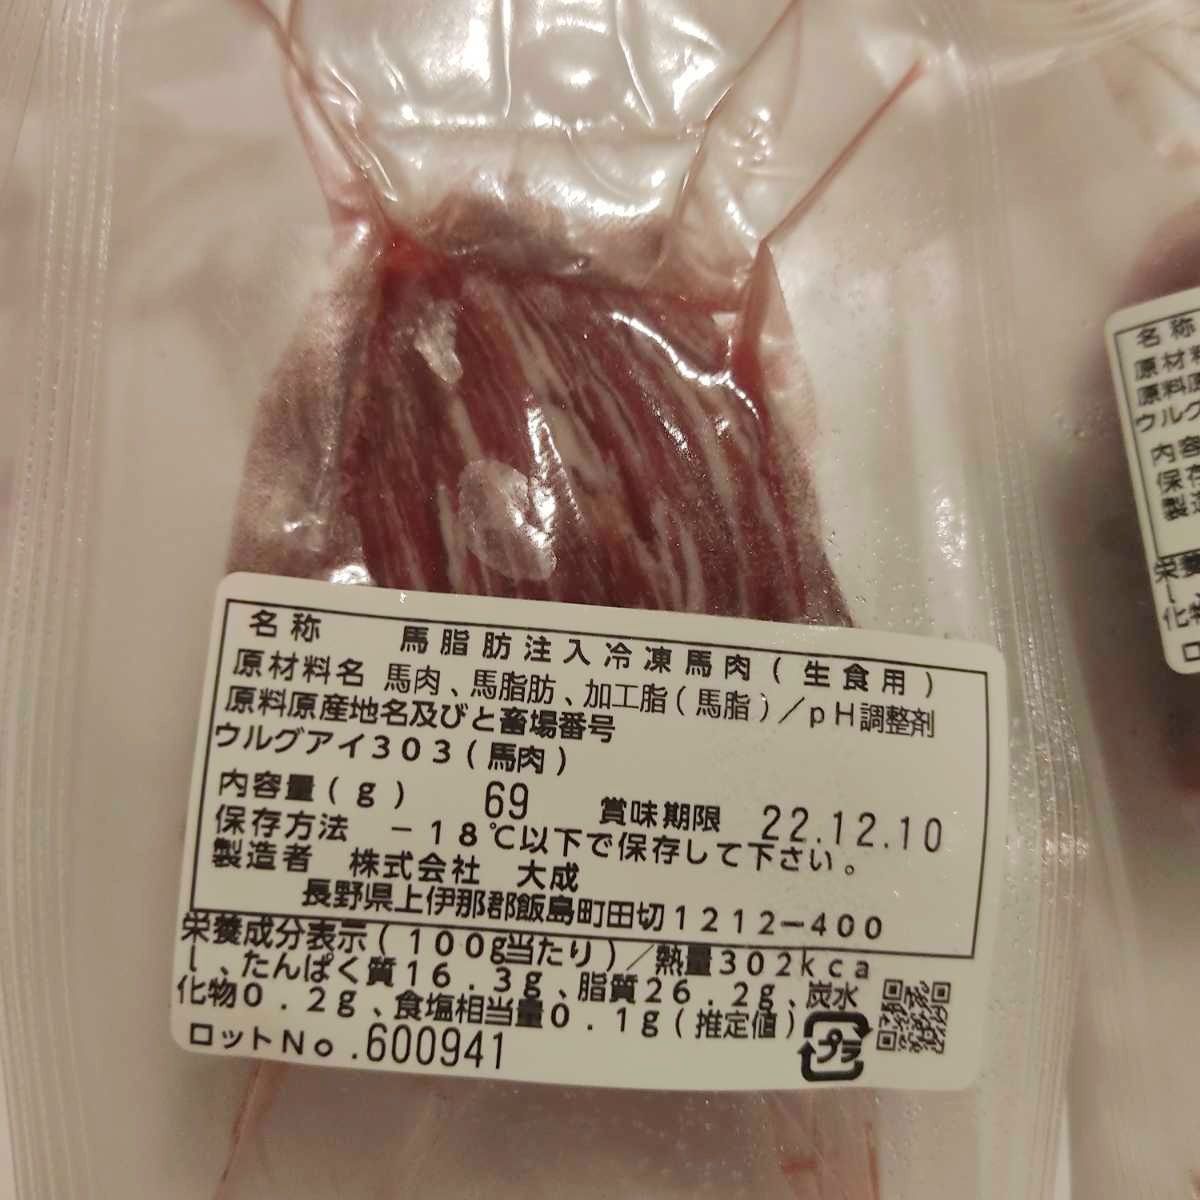 名称 馬脂肪注入冷凍馬肉(生食用)
原材料名 馬肉、馬脂肪、加工脂(馬脂)/pH調整剤
原料原産地名及びと畜場番号
ウルグアイ303(馬肉)
内容量(g) 69 賞味期限 22.12.10
保存方法 -18℃以下で保存して下さい。
製造者 株式会社 大成
長野県上伊那郡飯島町田切1212-400
栄養成分表示(100g当たり)/熱量302kca
l、たんぱく質16.3g、脂質26.2g、炭水
化物0.2g、食塩相当量0.1g(推定値)
プラ
ロットNo.600941
名称
原材料
原料原
ウルグ
内容
保存
製造
栄養
l
化物
ロ